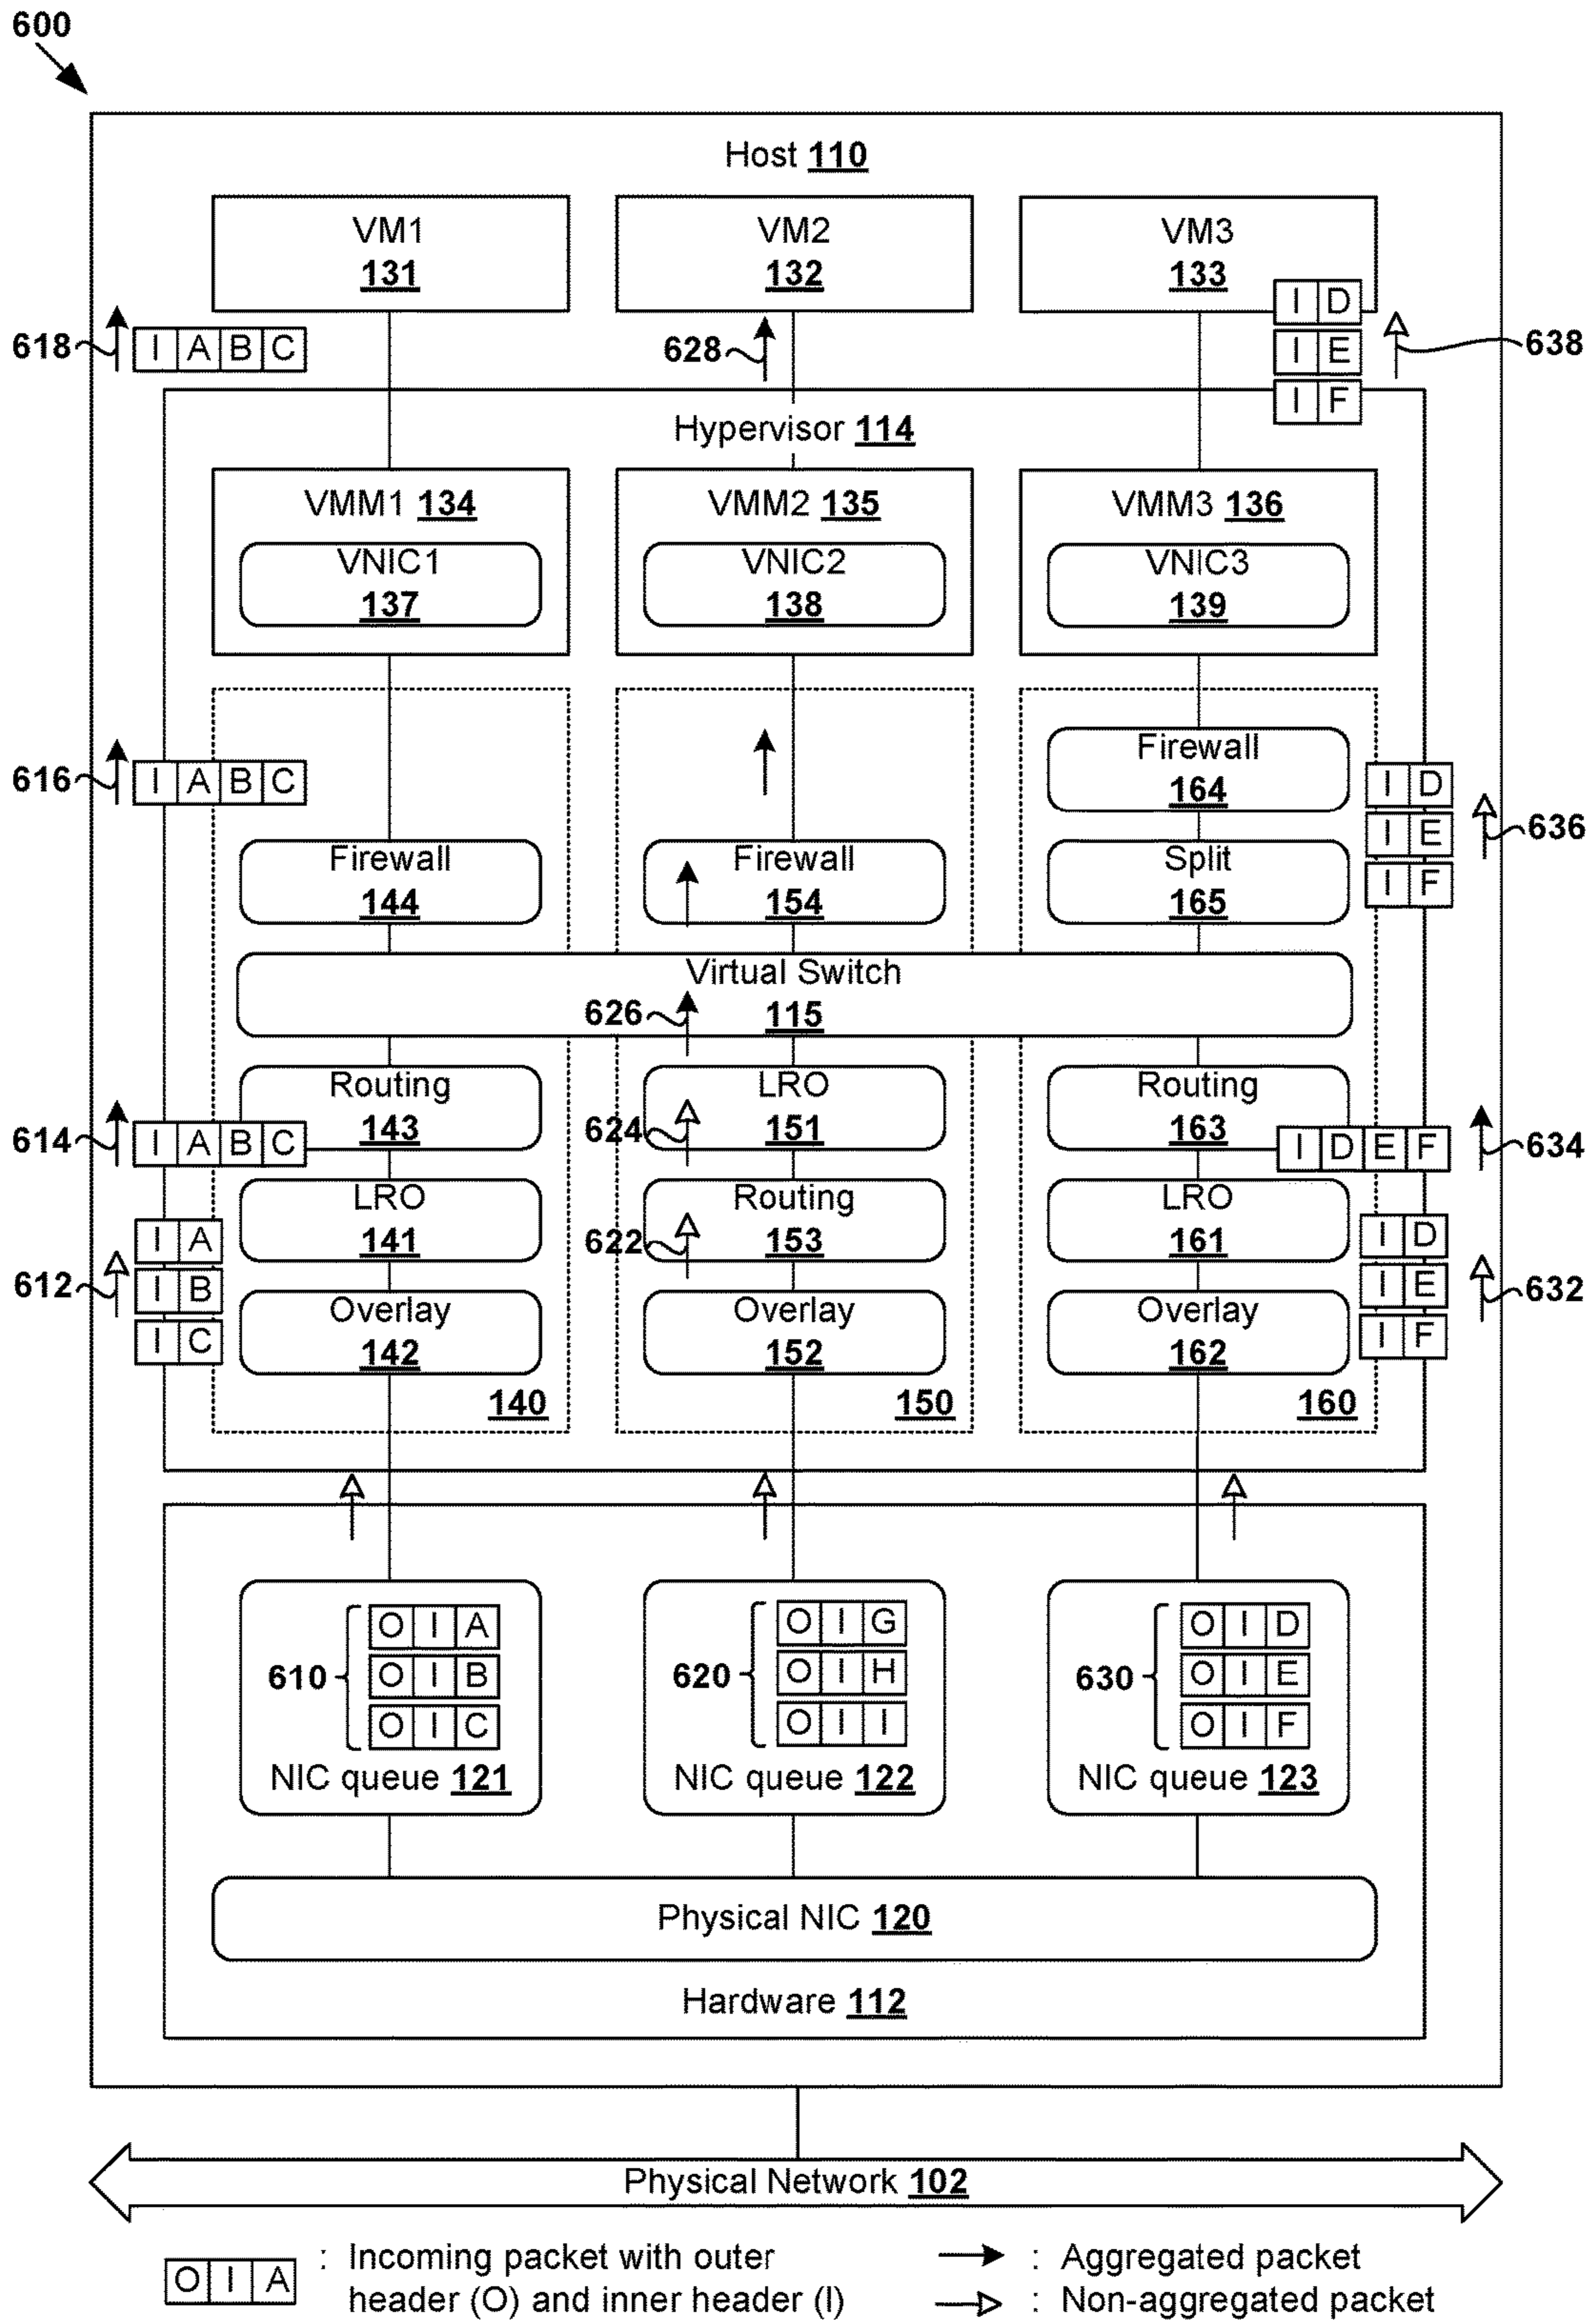 600
Host 110
VM1
131
VM2
132
VM3
133
I D
618
I A B C
628
I E
638
I F
Hypervisor 114
VMM1 134
VMM2 135
VMM3 136
VNIC1
137
VNIC2
138
VNIC3
139
616
I A B C
Firewall
164
I D
I E
636
I F
Firewall
144
Firewall
154
Split
165
Virtual Switch
626
115
Routing
143
624
LRO
151
Routing
163
614
I A B C
I D E F
634
LRO
141
622
Routing
153
LRO
161
I A
612
I B
I C
I D
I E
632
I F
Overlay
142
Overlay
152
Overlay
162
140
150
160
610
O I A
O I B
O I C
620
O I G
O I H
O I I
630
O I D
O I E
O I F
NIC queue 121
NIC queue 122
NIC queue 123
Physical NIC 120
Hardware 112
Physical Network 102
O I A
: Incoming packet with outer
header (O) and inner header (I)
: Aggregated packet
: Non-aggregated packet